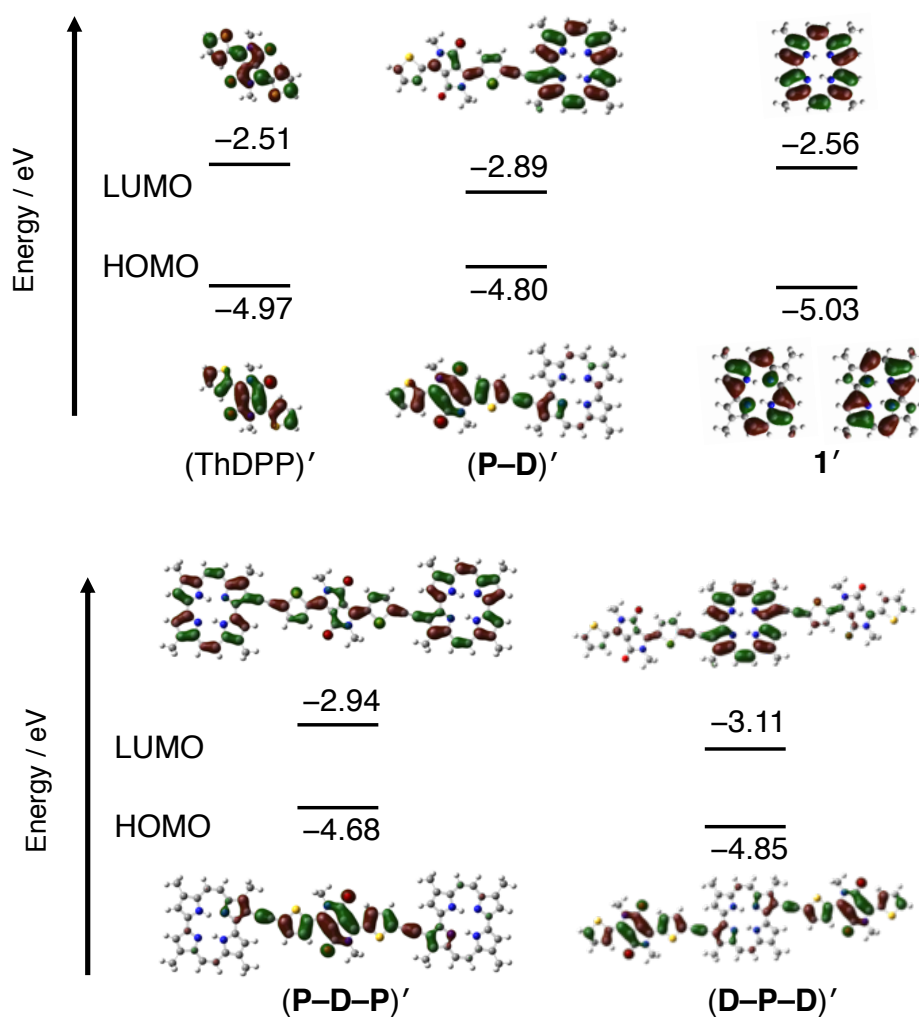 Energy / eV
−2.51
−2.89
−2.56
LUMO
HOMO
−4.97
−4.80
−5.03
(ThDPP)′
(P–D)′
1′
Energy / eV
−2.94
−3.11
LUMO
HOMO
−4.68
−4.85
(P–D–P)′
(D–P–D)′